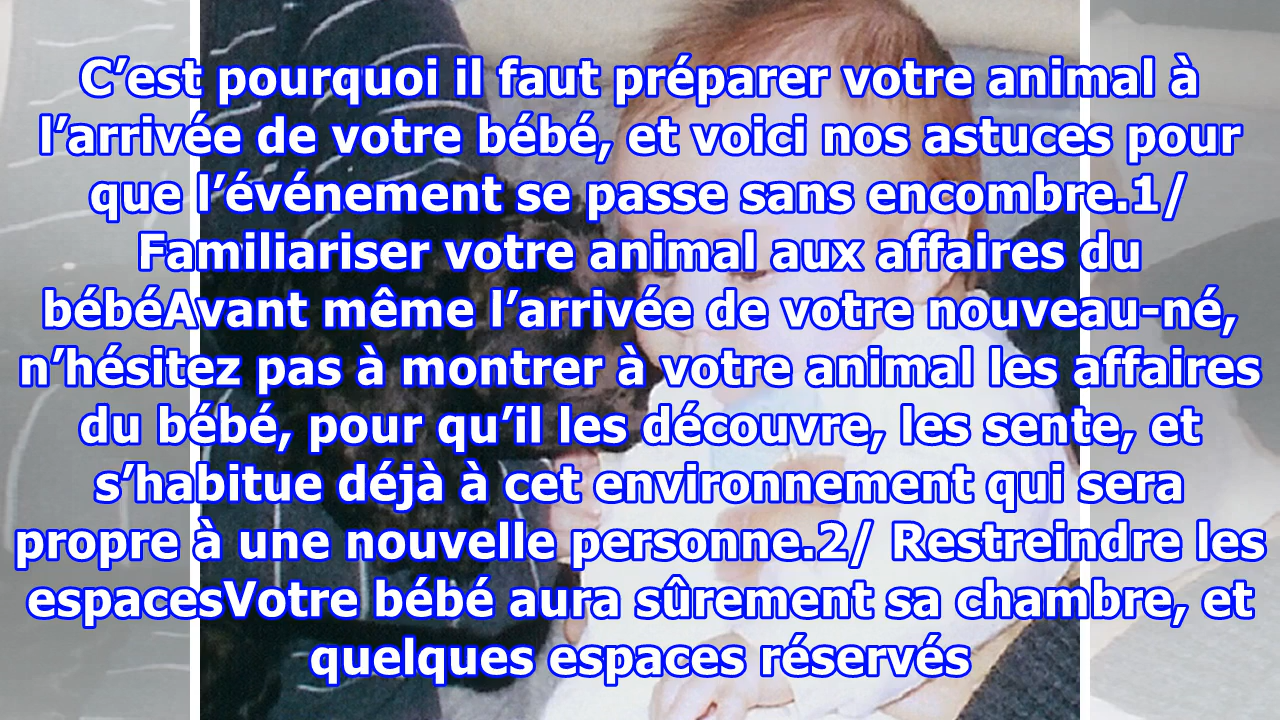 C’est pourquoi il faut préparer votre animal à
l’arrivée de votre bébé, et voici nos astuces pour
que l’événement se passe sans encombre.1/
Familiariser votre animal aux affaires du
bébéAvant même l’arrivée de votre nouveau-né,
n’hésitez pas à montrer à votre animal les affaires
du bébé, pour qu’il les découvre, les sente, et
s’habitue déjà à cet environnement qui sera
propre à une nouvelle personne.2/ Restreindre les
espacesVotre bébé aura sûrement sa chambre, et
quelques espaces réservés